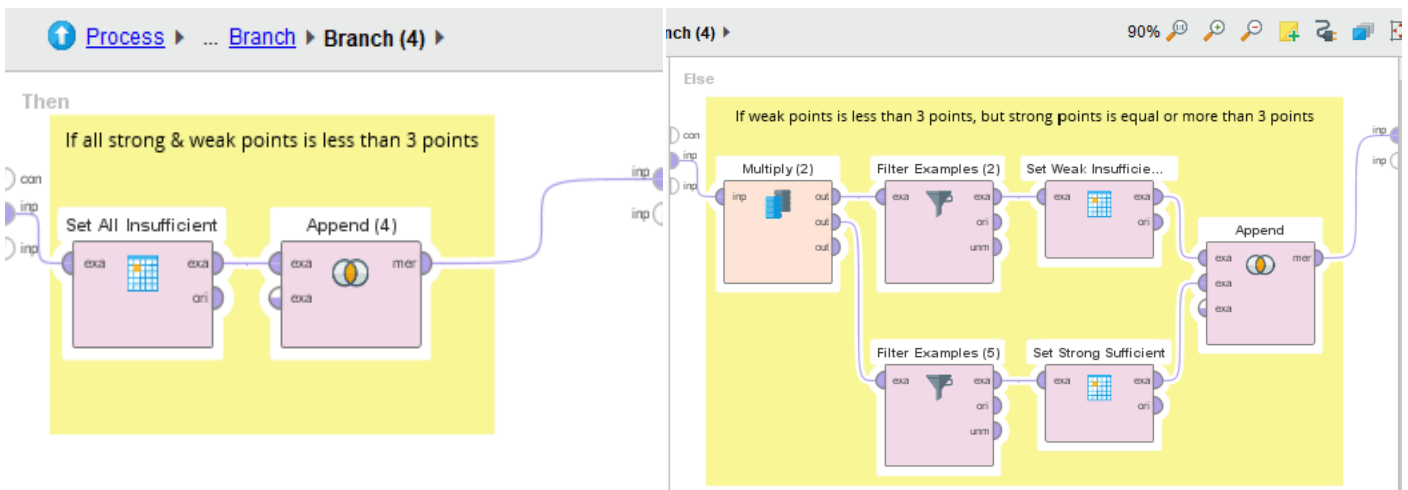 Process ... Branch Branch (4)
Then
If all strong & weak points is less than 3 points
con
inp
inp
Set All Insufficient
exa
exa
ori
Append (4)
exa
mer
exa
inp
inp
nch (4)
90%
Else
If weak points is less than 3 points, but strong points is equal or more than 3 points
con
inp
inp
Multiply (2)
inp
out
out
out
Filter Examples (2)
exa
exa
ori
unm
Set Weak Insufficie...
exa
exa
ori
Append
exa
mer
exa
exa
Filter Examples (5)
exa
exa
ori
unm
Set Strong Sufficient
exa
exa
ori
inp
inp